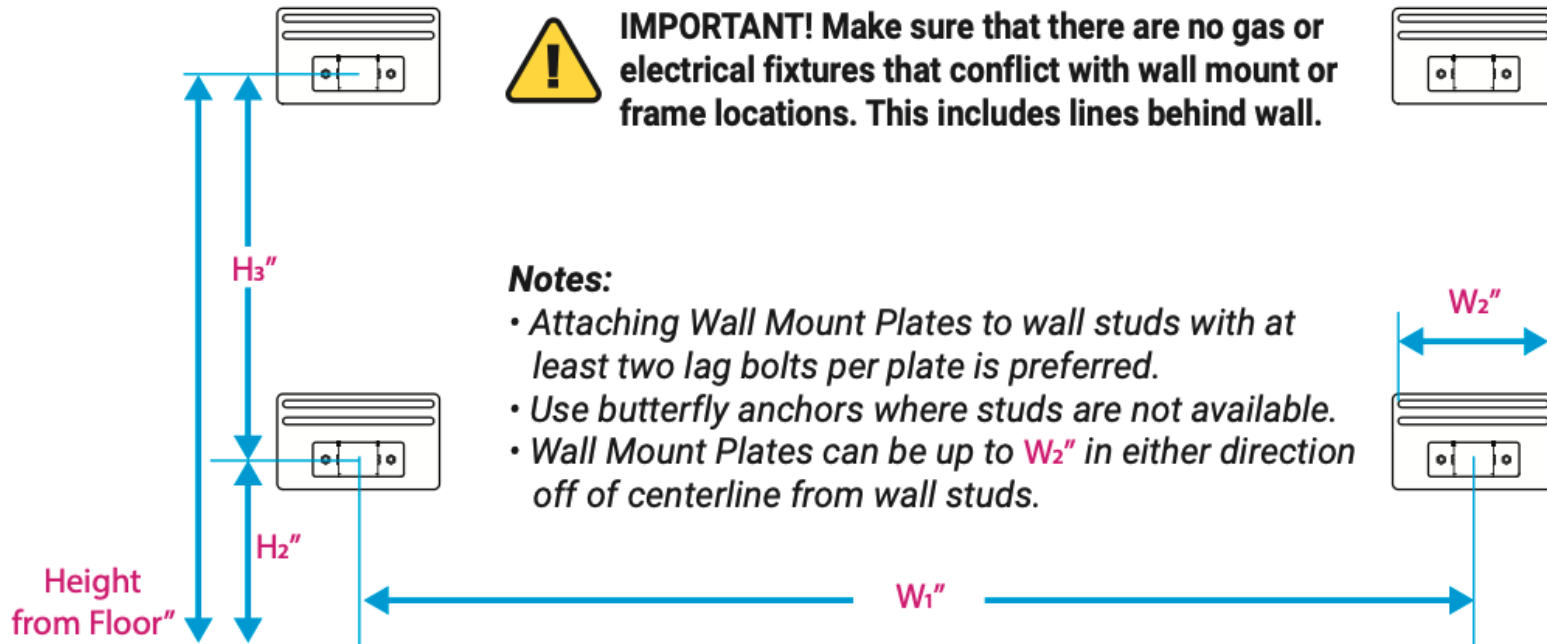 IMPORTANT! Make sure that there are no gas or
electrical fixtures that conflict with wall mount or
frame locations. This includes lines behind wall.
H₃"
Notes:
• Attaching Wall Mount Plates to wall studs with at
least two lag bolts per plate is preferred.
• Use butterfly anchors where studs are not available.
• Wall Mount Plates can be up to W₂" in either direction
off of centerline from wall studs.
W₂"
H₂"
Height
from Floor"
W₁"